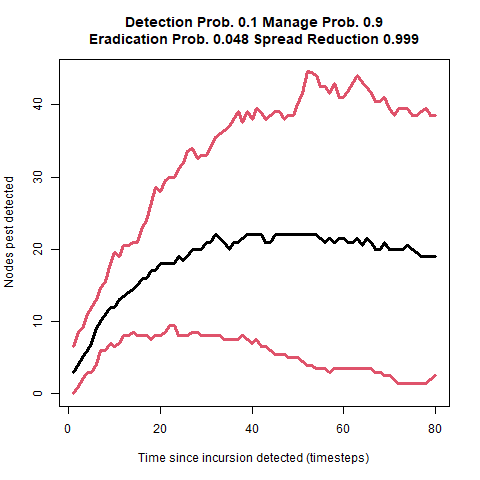 Detection Prob. 0.1 Manage Prob. 0.9
Eradication Prob. 0.048 Spread Reduction 0.999
Nodes pest detected
40
30
20
10
0
0 20 40 60 80
Time since incursion detected (timesteps)